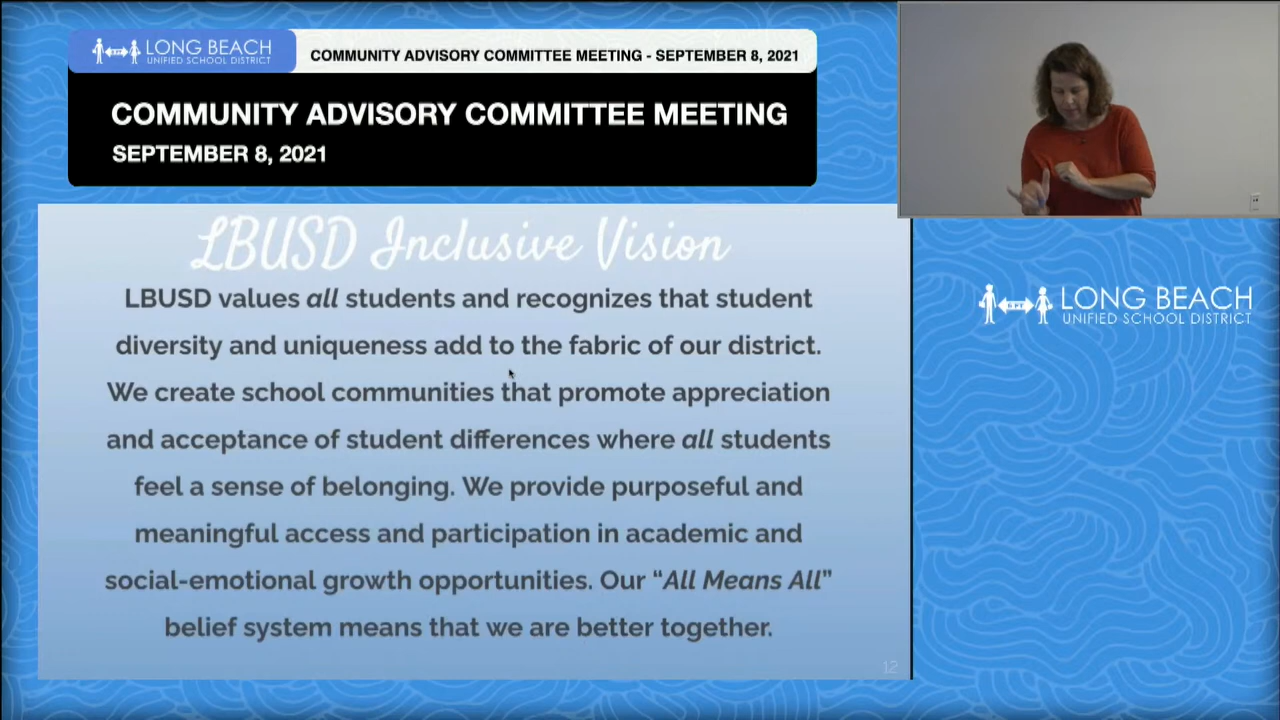 LONG BEACH
UNIFIED SCHOOL DISTRICT
COMMUNITY ADVISORY COMMITTEE MEETING - SEPTEMBER 8, 2021
COMMUNITY ADVISORY COMMITTEE MEETING
SEPTEMBER 8, 2021
LBUSD Inclusive Vision
LBUSD values all students and recognizes that student
diversity and uniqueness add to the fabric of our district.
We create school communities that promote appreciation
and acceptance of student differences where all students
feel a sense of belonging. We provide purposeful and
meaningful access and participation in academic and
social-emotional growth opportunities. Our “All Means All”
belief system means that we are better together.
12
6 FT
LONG BEACH
UNIFIED SCHOOL DISTRICT